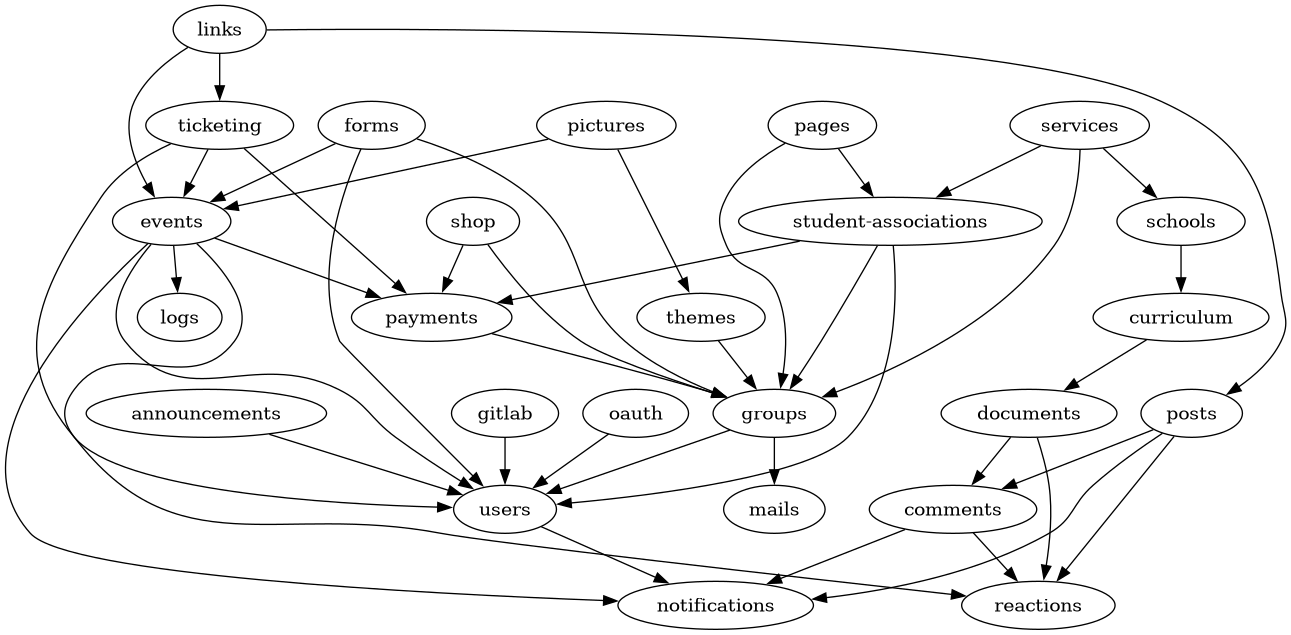 links
ticketing
forms
pictures
pages
services
events
shop
student-associations
schools
logs
payments
themes
curriculum
announcements
gitlab
oauth
groups
documents
posts
users
mails
comments
notifications
reactions